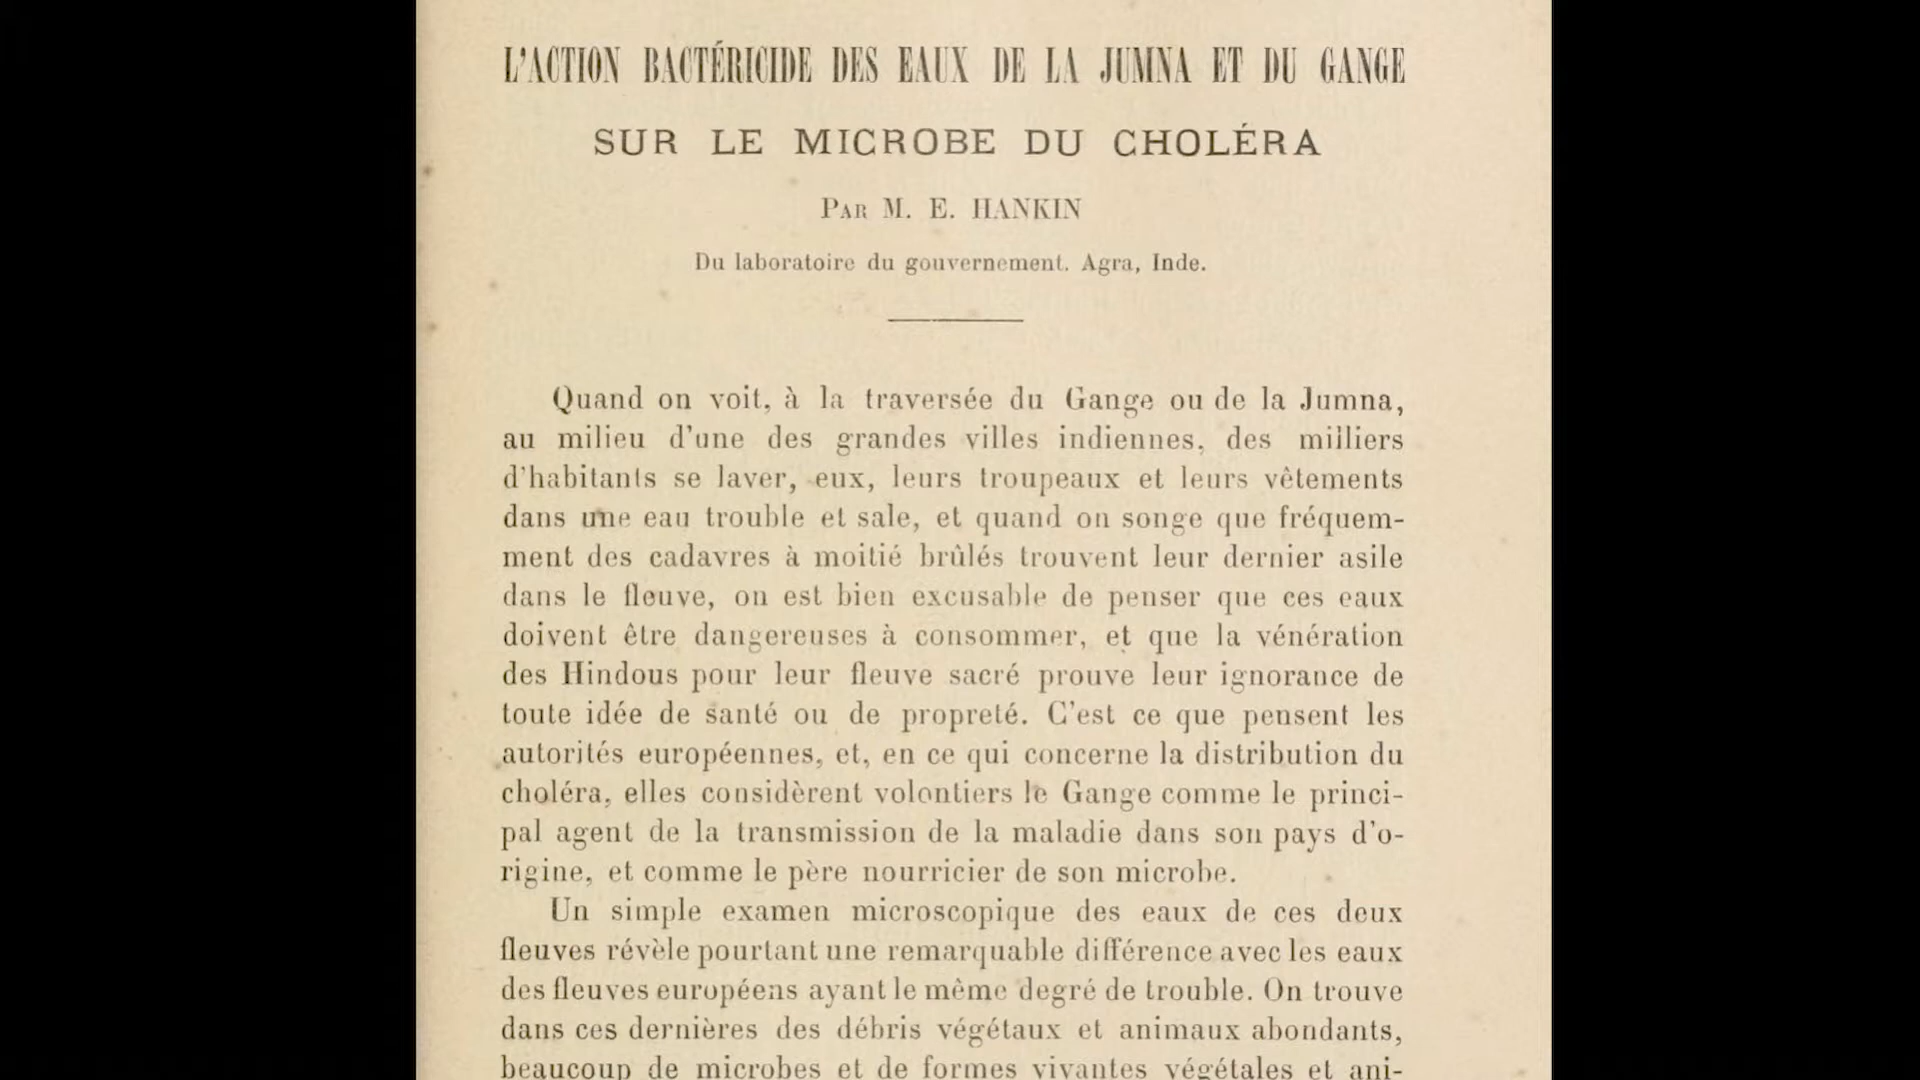 L'ACTION BACTÉRICIDE DES EAUX DE LA JUMNA ET DU GANGE
SUR LE MICROBE DU CHOLÉRA
PAR M. E. HANKIN
Du laboratoire du gouvernement. Agra, Inde.
Quand on voit, à la traversée du Gange ou de la Jumna,
au milieu d'une des grandes villes indiennes, des milliers
d'habitants se laver, eux, leurs troupeaux et leurs vêtements
dans une eau trouble et sale, et quand on songe que fréquem-
ment des cadavres à moitié brûlés trouvent leur dernier asile
dans le fleuve, on est bien excusable de penser que ces eaux
doivent être dangereuses à consommer, et que la vénération
des Hindous pour leur fleuve sacré prouve leur ignorance de
toute idée de santé ou de propreté. C'est ce que pensent les
autorités européennes, et, en ce qui concerne la distribution du
choléra, elles considèrent volontiers le Gange comme le princi-
pal agent de la transmission de la maladie dans son pays d'o-
rigine, et comme le père nourricier de son microbe.
Un simple examen microscopique des eaux de ces deux
fleuves révèle pourtant une remarquable différence avec les eaux
des fleuves européens ayant le même degré de trouble. On trouve
dans ces dernières des débris végétaux et animaux abondants,
beaucoup de microbes et de formes vivantes végétales et ani-